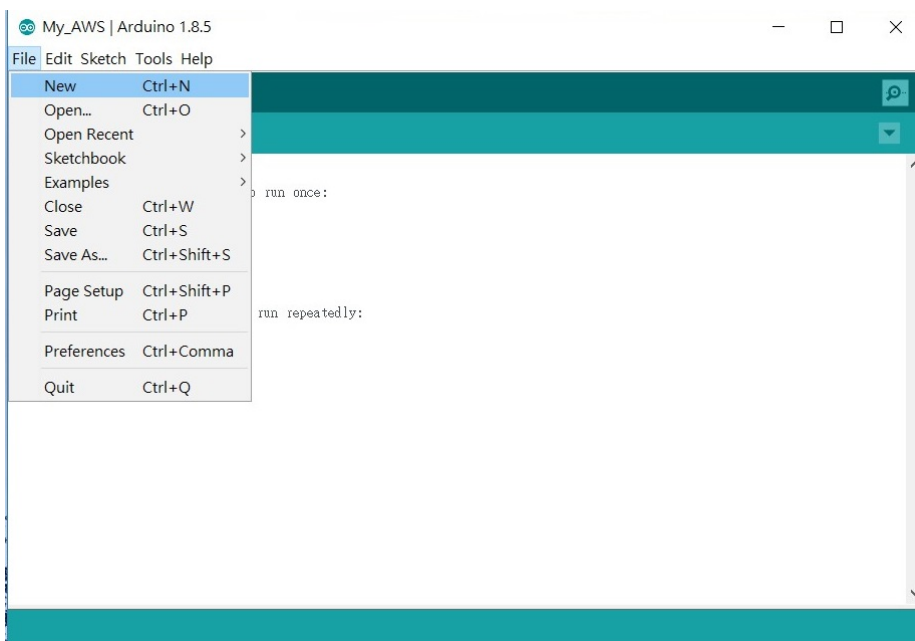 My_AWS | Arduino 1.8.5
File Edit Sketch Tools Help
New Ctrl+N
Open... Ctrl+O
Open Recent
Sketchbook
Examples
run once:
Close Ctrl+W
Save Ctrl+S
Save As... Ctrl+Shift+S
Page Setup Ctrl+Shift+P
Print Ctrl+P
run repeatedly:
Preferences Ctrl+Comma
Quit Ctrl+Q